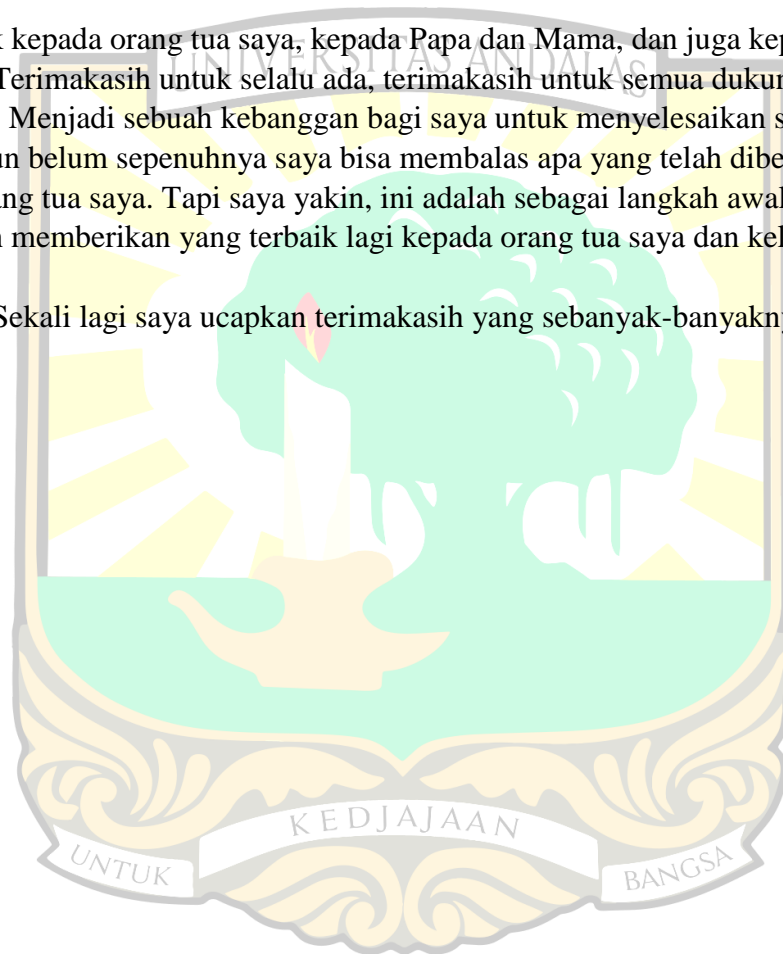 kepada orang tua saya, kepada Papa dan Mama, dan juga
UNIVERSITAS ANDALAS
Terimakasih untuk selalu ada, terimakasih untuk semua
Menjadi sebuah kebanggan bagi saya untuk menyelesaikan
belum sepenuhnya saya bisa membalas apa yang telah
tua saya. Tapi saya yakin, ini adalah sebagai langkah awal
memberikan yang terbaik lagi kepada orang tua saya dan
Sekali lagi saya ucapkan terimakasih yang
KEDJAJAAN
UNTUK
BANGSA